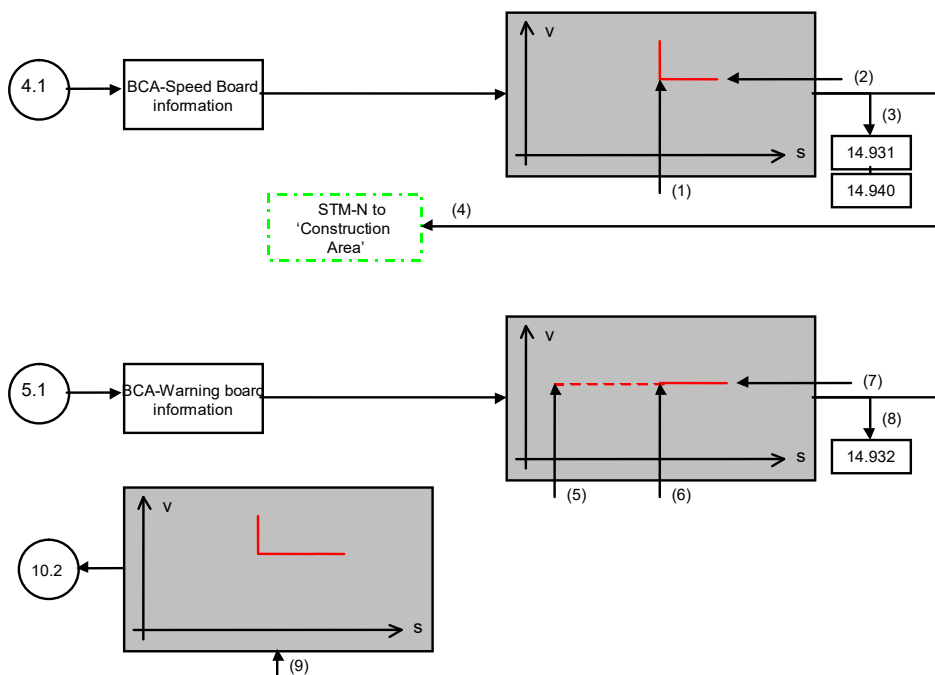 v
4.1
BCA-Speed Board
information
(2)
(3)
14.931
s
14.940
(1)
STM-N to
‘Construction
Area’
(4)
v
5.1
BCA-Warning board
information
(7)
(8)
14.932
s
(5)
(6)
v
10.2
s
(9)